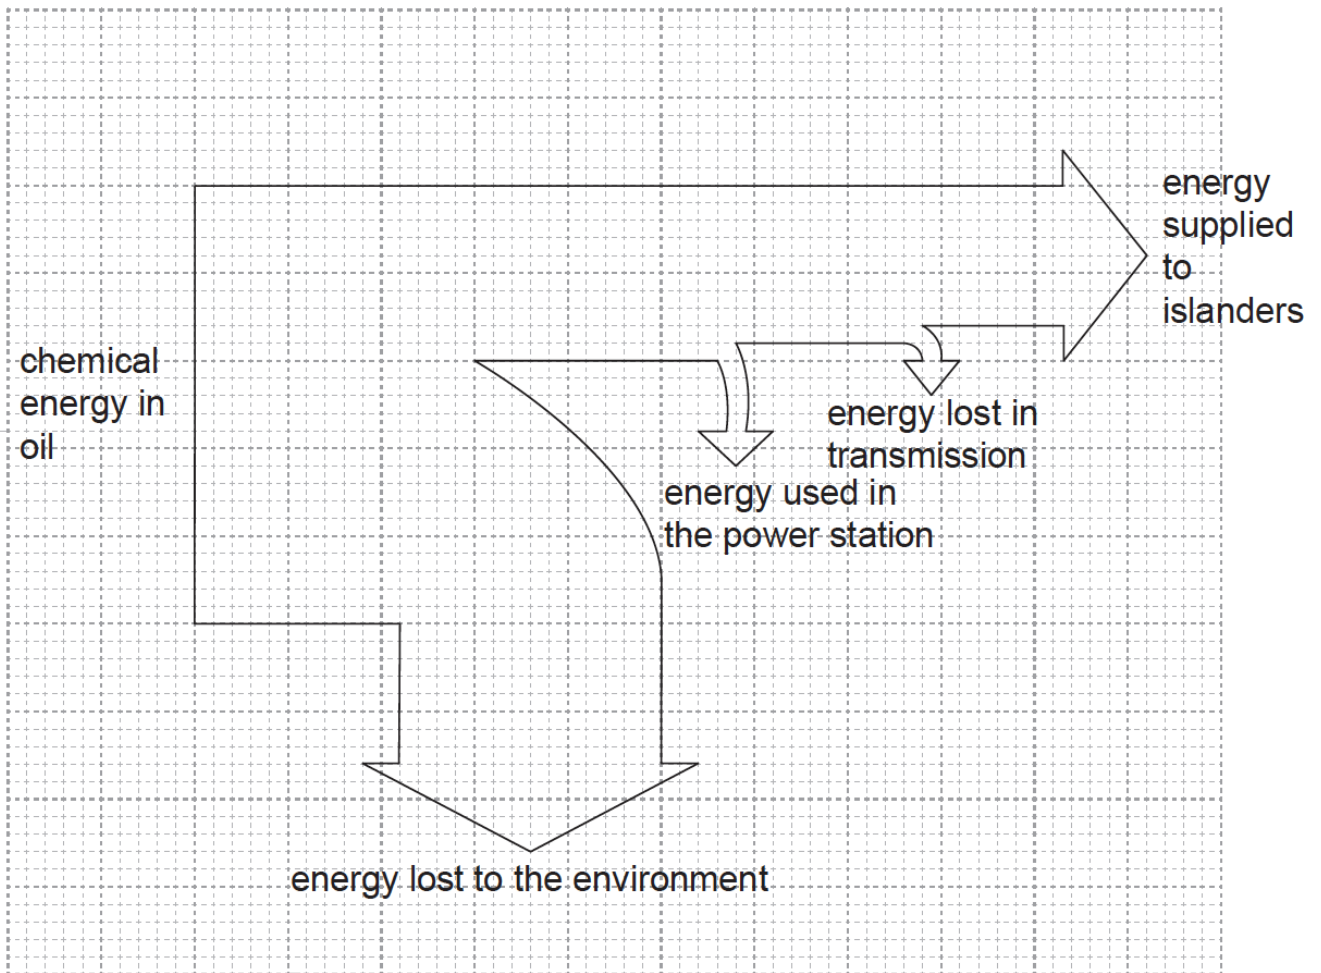 energy
supplied
to
islanders
chemical
energy in
oil
energy lost in
transmission
energy used in
the power station
energy lost to the environment